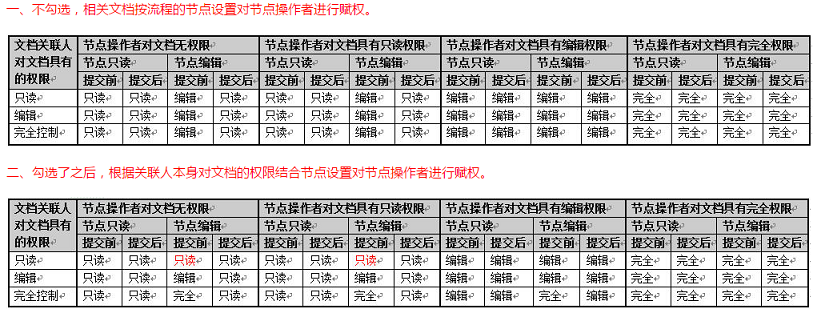 一、不勾选，相关文档按流程的节点设置对节点操作者进行赋权。
文档关联人对文档具有的权限 节点操作者对文档无权限 节点操作者对文档具有只读权限 节点操作者对文档具有编辑权限 节点操作者对文档具有完全权限
节点只读 节点编辑 节点只读 节点编辑 节点只读 节点编辑 节点只读 节点编辑
提交前 提交后 提交前 提交后 提交前 提交后 提交前 提交后 提交前 提交后 提交前 提交后 提交前 提交后 提交前 提交后
只读 只读 只读 编辑 只读 只读 只读 编辑 只读 编辑 编辑 编辑 编辑 完全 完全 完全 完全
编辑 只读 只读 编辑 只读 只读 只读 编辑 只读 编辑 编辑 编辑 编辑 完全 完全 完全 完全
完全控制 只读 只读 编辑 只读 只读 只读 编辑 只读 编辑 编辑 编辑 编辑 完全 完全 完全 完全
二、勾选了之后，根据关联人本身对文档的权限结合节点设置对节点操作者进行赋权。
文档关联人对文档具有的权限 节点操作者对文档无权限 节点操作者对文档具有只读权限 节点操作者对文档具有编辑权限 节点操作者对文档具有完全权限
节点只读 节点编辑 节点只读 节点编辑 节点只读 节点编辑 节点只读 节点编辑
提交前 提交后 提交前 提交后 提交前 提交后 提交前 提交后 提交前 提交后 提交前 提交后 提交前 提交后 提交前 提交后
只读 只读 只读 只读 只读 只读 只读 只读 只读 编辑 编辑 编辑 编辑 完全 完全 完全 完全
编辑 只读 只读 编辑 只读 只读 只读 编辑 只读 编辑 编辑 编辑 编辑 完全 完全 完全 完全
完全控制 只读 只读 完全 只读 只读 只读 完全 只读 编辑 编辑 完全 编辑 完全 完全 完全 完全